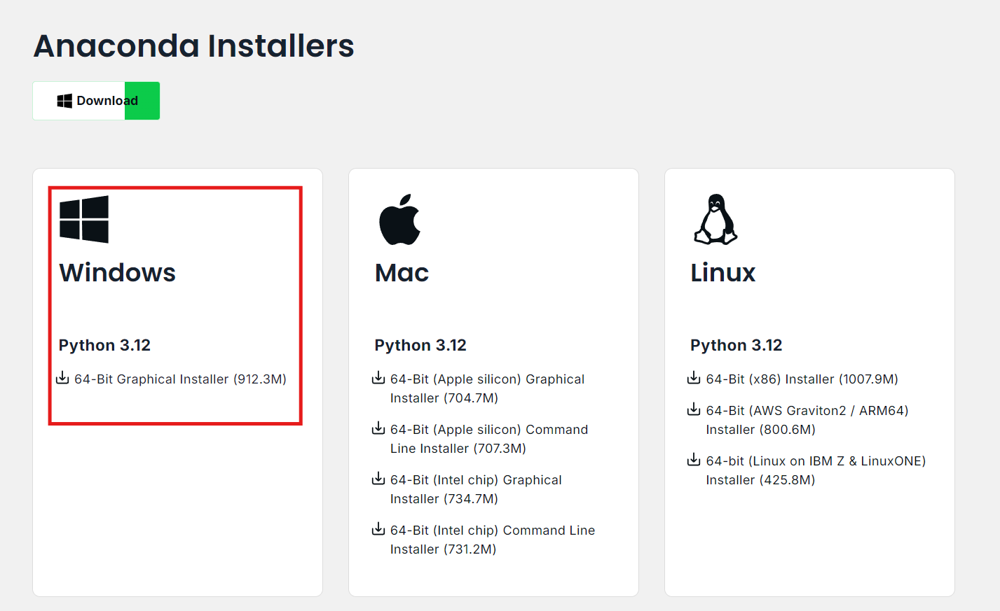 Anaconda Installers
Download
Windows
Python 3.12
64-Bit Graphical Installer (912.3M)
Mac
Python 3.12
64-Bit (Apple silicon) Graphical
Installer (704.7M)
64-Bit (Apple silicon) Command
Line Installer (707.3M)
64-Bit (Intel chip) Graphical
Installer (734.7M)
64-Bit (Intel chip) Command Line
Installer (731.2M)
Linux
Python 3.12
64-Bit (x86) Installer (1007.9M)
64-Bit (AWS Graviton2 / ARM64)
Installer (800.6M)
64-bit (Linux on IBM Z & LinuxONE)
Installer (425.8M)